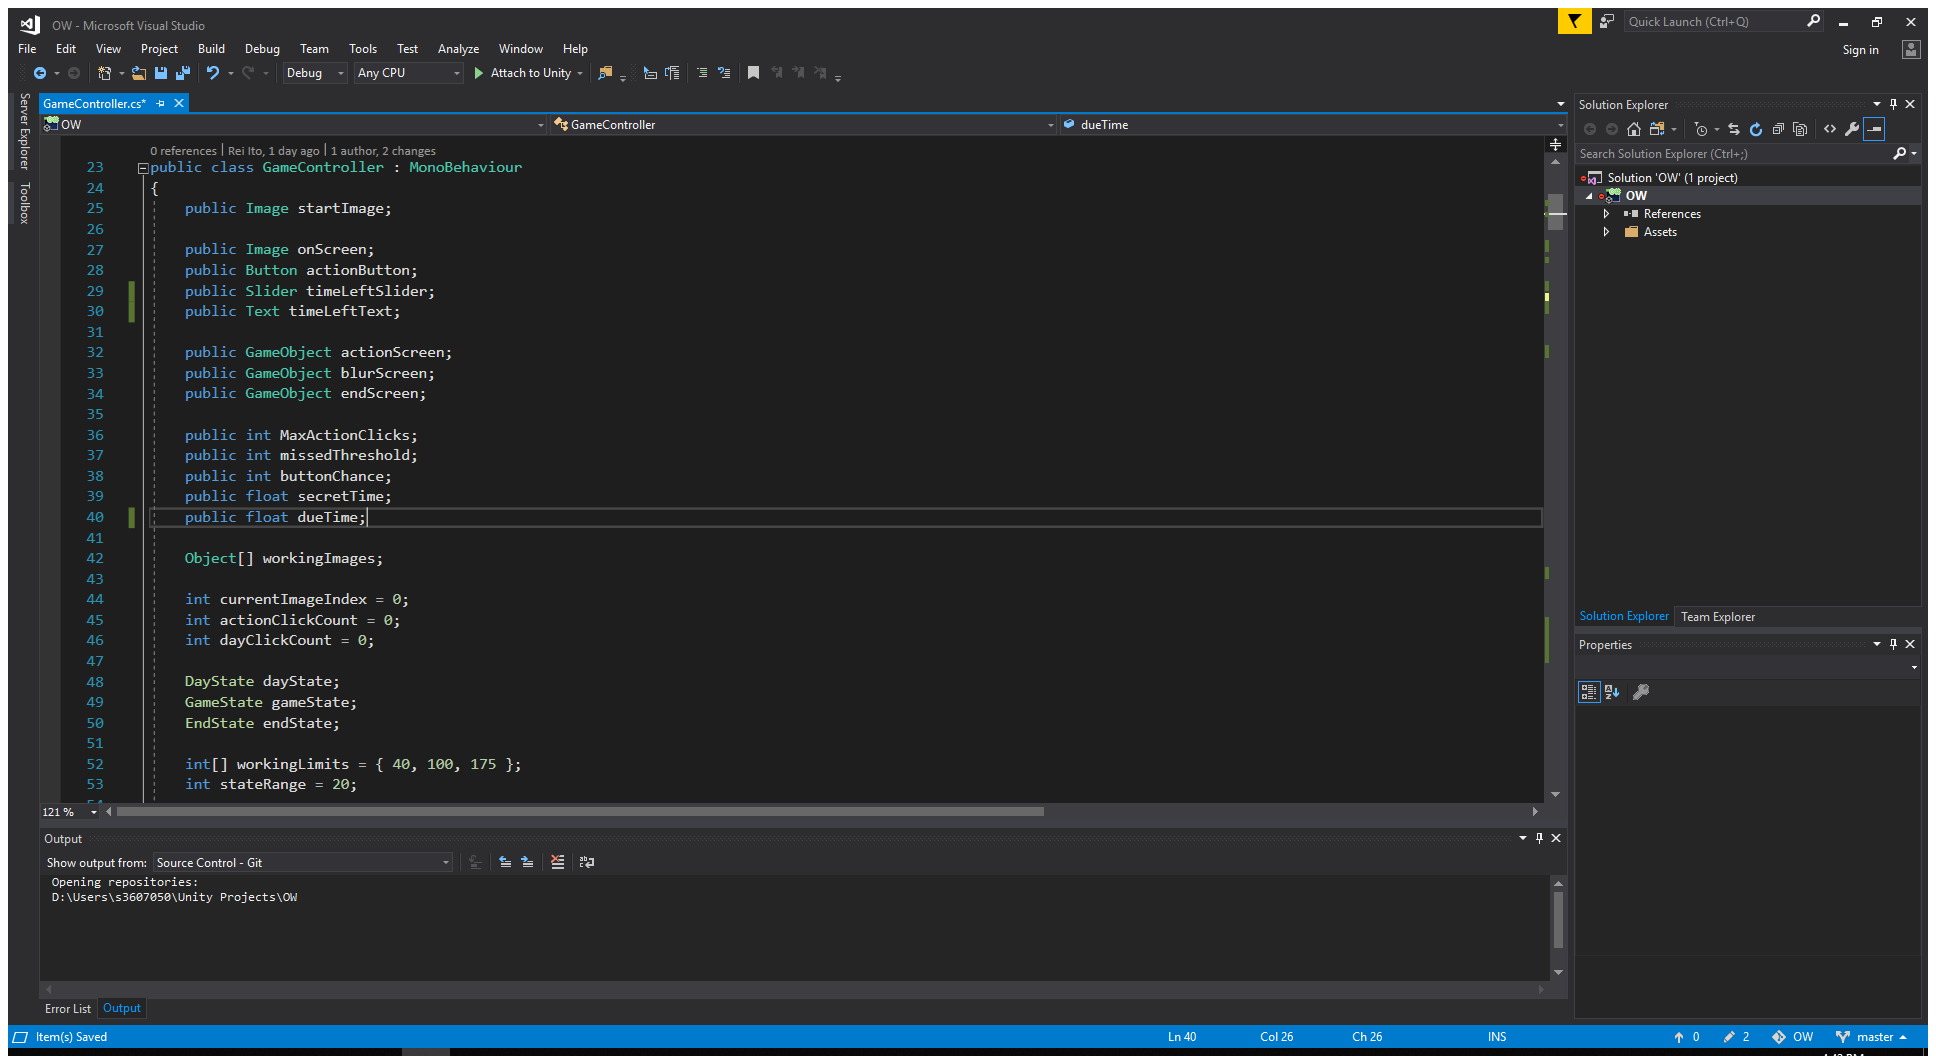 OW - Microsoft Visual Studio
Quick Launch (Ctrl+Q)
File Edit View Project Build Debug Team Tools Test Analyze Window Help
Sign in
Debug Any CPU Attach to Unity
Server Explorer
Toolbox
GameController.cs*
OW GameController dueTime
0 references | Rei Ito, 1 day ago | 1 author, 2 changes
23 public class GameController : MonoBehaviour
24 {
25 public Image startImage;
26
27 public Image onScreen;
28 public Button actionButton;
29 public Slider timeLeftSlider;
30 public Text timeLeftText;
31
32 public GameObject actionScreen;
33 public GameObject blurScreen;
34 public GameObject endScreen;
35
36 public int MaxActionClicks;
37 public int missedThreshold;
38 public int buttonChance;
39 public float secretTime;
40 public float dueTime;
41
42 Object[] workingImages;
43
44 int currentImageIndex = 0;
45 int actionClickCount = 0;
46 int dayClickCount = 0;
47
48 DayState dayState;
49 GameState gameState;
50 EndState endState;
51
52 int[] workingLimits = { 40, 100, 175 };
53 int stateRange = 20;
121 %
Output
Show output from: Source Control - Git
Opening repositories:
D:\Users\s3607050\Unity Projects\OW
Error List Output
Solution Explorer
Search Solution Explorer (Ctrl+;)
Solution 'OW' (1 project)
OW
References
Assets
Solution Explorer Team Explorer
Properties
Item(s) Saved Ln 40 Col 26 Ch 26 INS 0 2 OW master